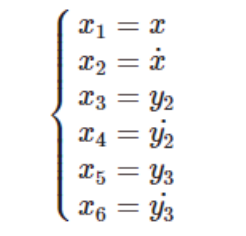 x₁ = x
x₂ = ẋ
x₃ = y₂
x₄ = ẏ₂
x₅ = y₃
x₆ = ẏ₃